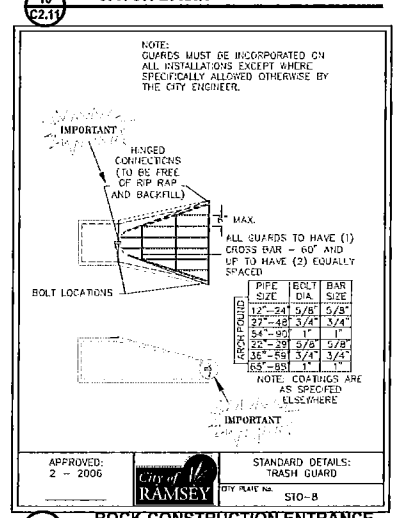 C2.11
NOTE:
GUARDS MUST BE INCORPORATED ON
ALL INSTALLATIONS EXCEPT WHERE
SPECIFICALLY ALLOWED OTHERWISE BY
THE CITY ENGINEER.
IMPORTANT
HINGED
CONNECTIONS
(TO BE FREE
OF RIP RAP
AND BACKFILL)
MAX.
ALL GUARDS TO HAVE (1)
CROSS BAR - 60" AND
UP TO HAVE (2) EQUALLY
SPACED
BOLT LOCATIONS
PIPE SIZE BOLT DIA. BAR SIZE
ROUND
12"-24" 5/8" 5/8"
27"-48" 3/4" 3/4"
54"-90" 1" 1"
ARCH
22"-29" 5/8" 5/8"
36"-59" 3/4" 3/4"
1" 1"
NOTE: COATINGS ARE
AS SPECIFED
ELSEWHERE
IMPORTANT
APPROVED:
2 - 2006
City of
RAMSEY
STANDARD DETAILS:
TRASH GUARD
CITY PLATE No.
STO-8
ROCK CONSTRUCTION ENTRANCE